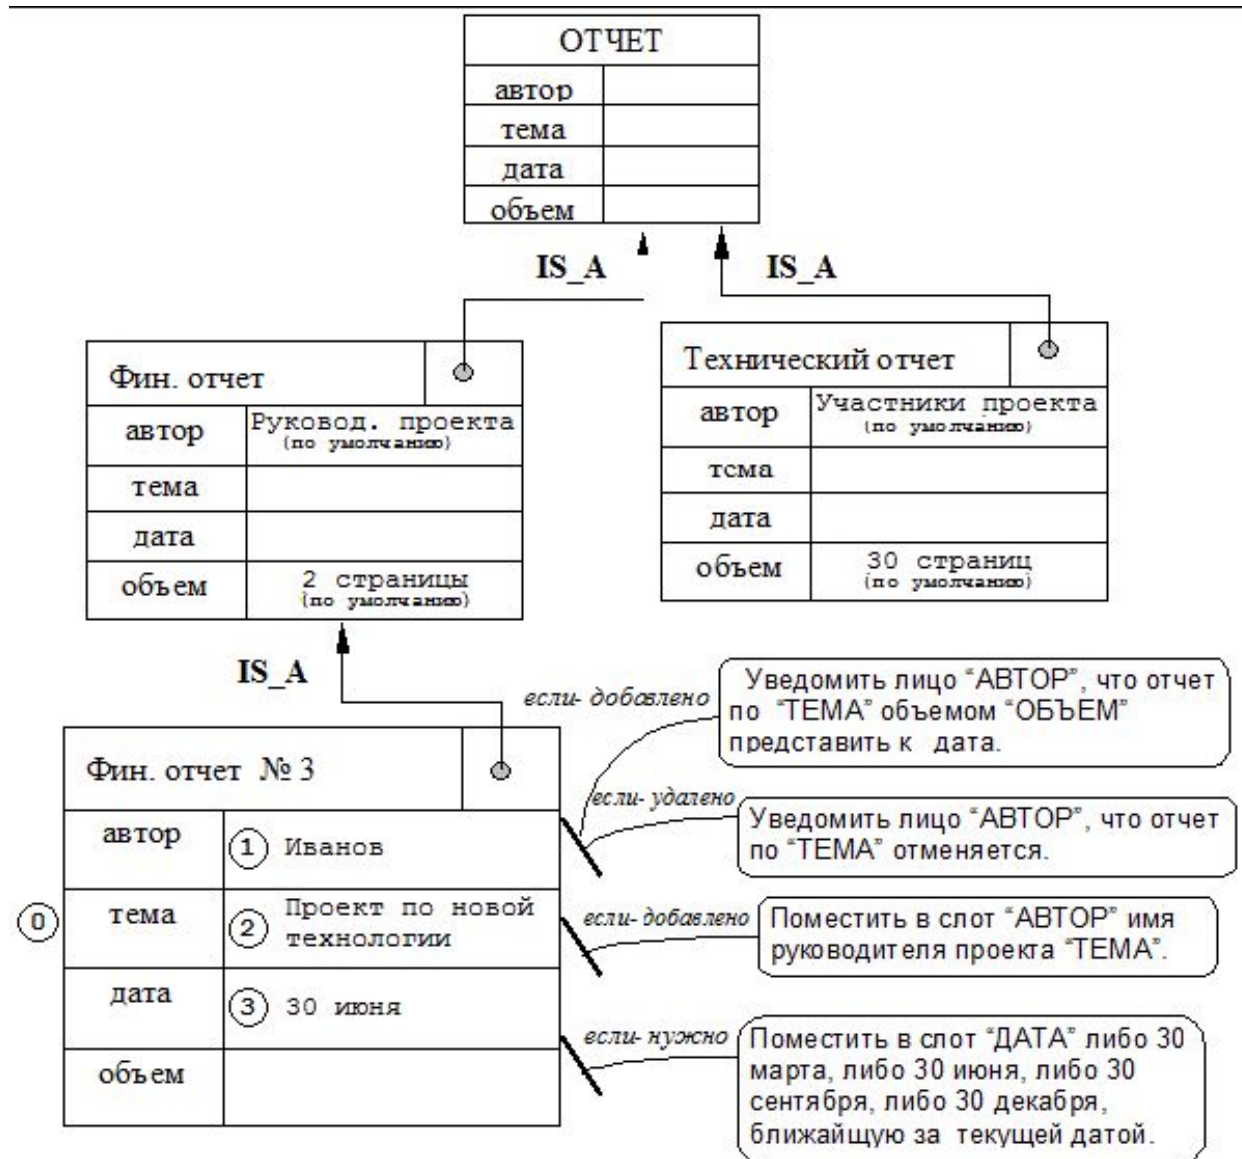 ОТЧЕТ
автор
тема
дата
объем
IS_A
IS_A
Фин. отчет
автор
Руковод. проекта
(по умолчанию)
тема
дата
объем
2 страницы
(по умолчанию)
Технический отчет
автор
Участники проекта
(по умолчанию)
тема
дата
объем
30 страниц
(по умолчанию)
IS_A
Фин. отчет № 3
0
автор
1 Иванов
тема
2 Проект по новой
технологии
дата
3 30 июня
объем
если- добавлено
Уведомить лицо “АВТОР”, что отчет
по “ТЕМА” объемом “ОБЪЕМ”
представить к дата.
если- удалено
Уведомить лицо “АВТОР”, что отчет
по “ТЕМА” отменяется.
если- добавлено
Поместить в слот “АВТОР” имя
руководителя проекта “ТЕМА”.
если- нужно
Поместить в слот “ДАТА” либо 30
марта, либо 30 июня, либо 30
сентября, либо 30 декабря,
ближайщую за текущей датой.